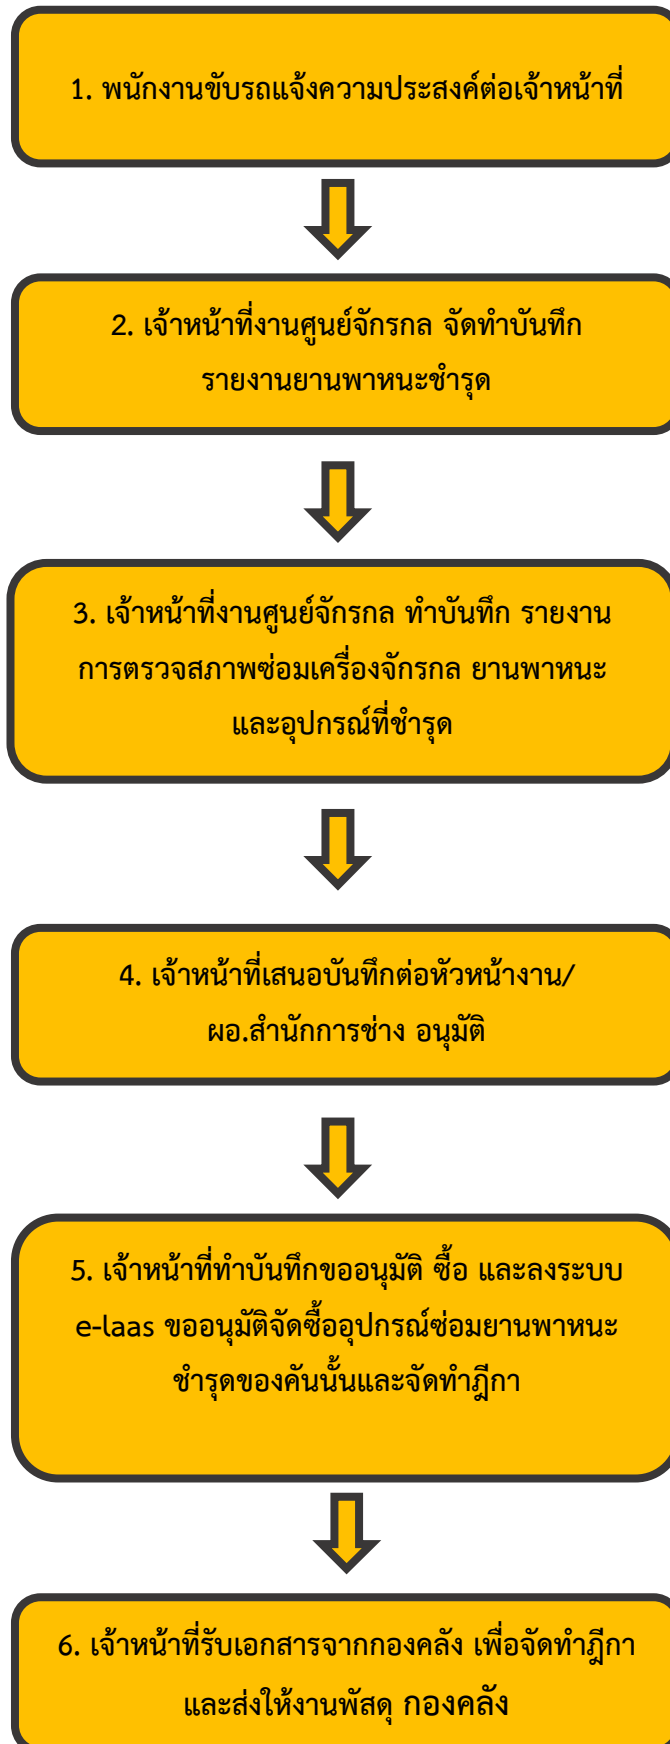 1. พนักงานขับรถแจ้งความประสงค์ต่อเจ้าหน้าที่
2. เจ้าหน้าที่งานศูนย์จักรกล จัดทำบันทึก
รายงานยานพาหนะชำรุด
3. เจ้าหน้าที่งานศูนย์จักรกล ทำบันทึก รายงาน
การตรวจสภาพซ่อมเครื่องจักรกล ยานพาหนะ
และอุปกรณ์ที่ชำรุด
4. เจ้าหน้าที่เสนอบันทึกต่อหัวหน้างาน/
ผอ.สำนักการช่าง อนุมัติ
5. เจ้าหน้าที่ทำบันทึกขออนุมัติ ซื้อ และลงระบบ
e-laas ขออนุมัติจัดซื้ออุปกรณ์ซ่อมยานพาหนะ
ชำรุดของคันนั้นและจัดทำฎีกา
6. เจ้าหน้าที่รับเอกสารจากกองคลัง เพื่อจัดทำฎีกา
และส่งให้งานพัสดุ กองคลัง